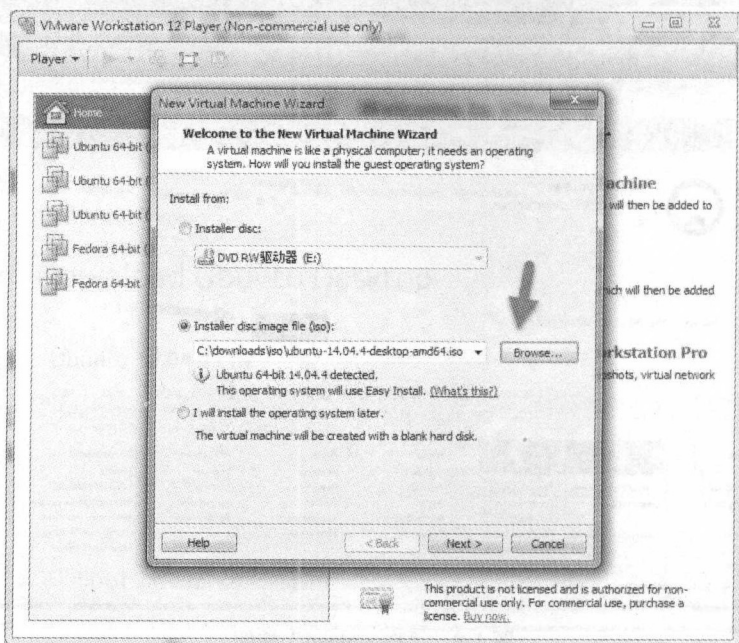 VMware Workstation 12 Player (Non-commercial use only)
Player
Home
New Virtual Machine Wizard
Ubuntu 64-bit (
Ubuntu 64-bit (
Ubuntu 64-bit
Fedora 64-bit (
Fedora 64-bit
Welcome to the New Virtual Machine Wizard
A virtual machine is like a physical computer; it needs an operating
system. How will you install the guest operating system?
Install from:
Installer disc:
DVD RW 驱动器 (E:)
Installer disc image file (iso):
C:\downloads\iso\ubuntu-14.04.4-desktop-amd64.iso
Browse...
Ubuntu 64-bit 14.04.4 detected.
This operating system will use Easy Install. (What's this?)
I will install the operating system later.
The virtual machine will be created with a blank hard disk.
Help
< Back
Next >
Cancel
achine
will then be added to
hich will then be added
rkstation Pro
shots, virtual network
This product is not licensed and is authorized for non-
commercial use only. For commercial use, purchase a
license. Buy now.